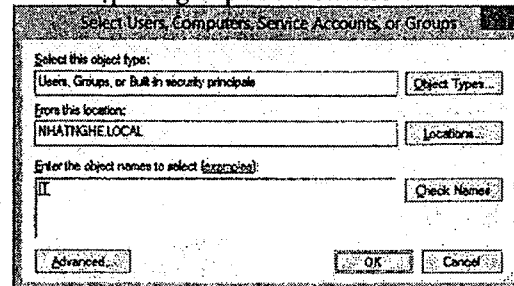 Select Users, Computers, Service Accounts, or Groups
Select this object type:
Users, Groups, or Built-in security principals
Object Types...
From this location:
NHATNGHE.LOCAL
Locations...
Enter the object names to select (examples):
IT
Check Names
Advanced...
OK
Cancel